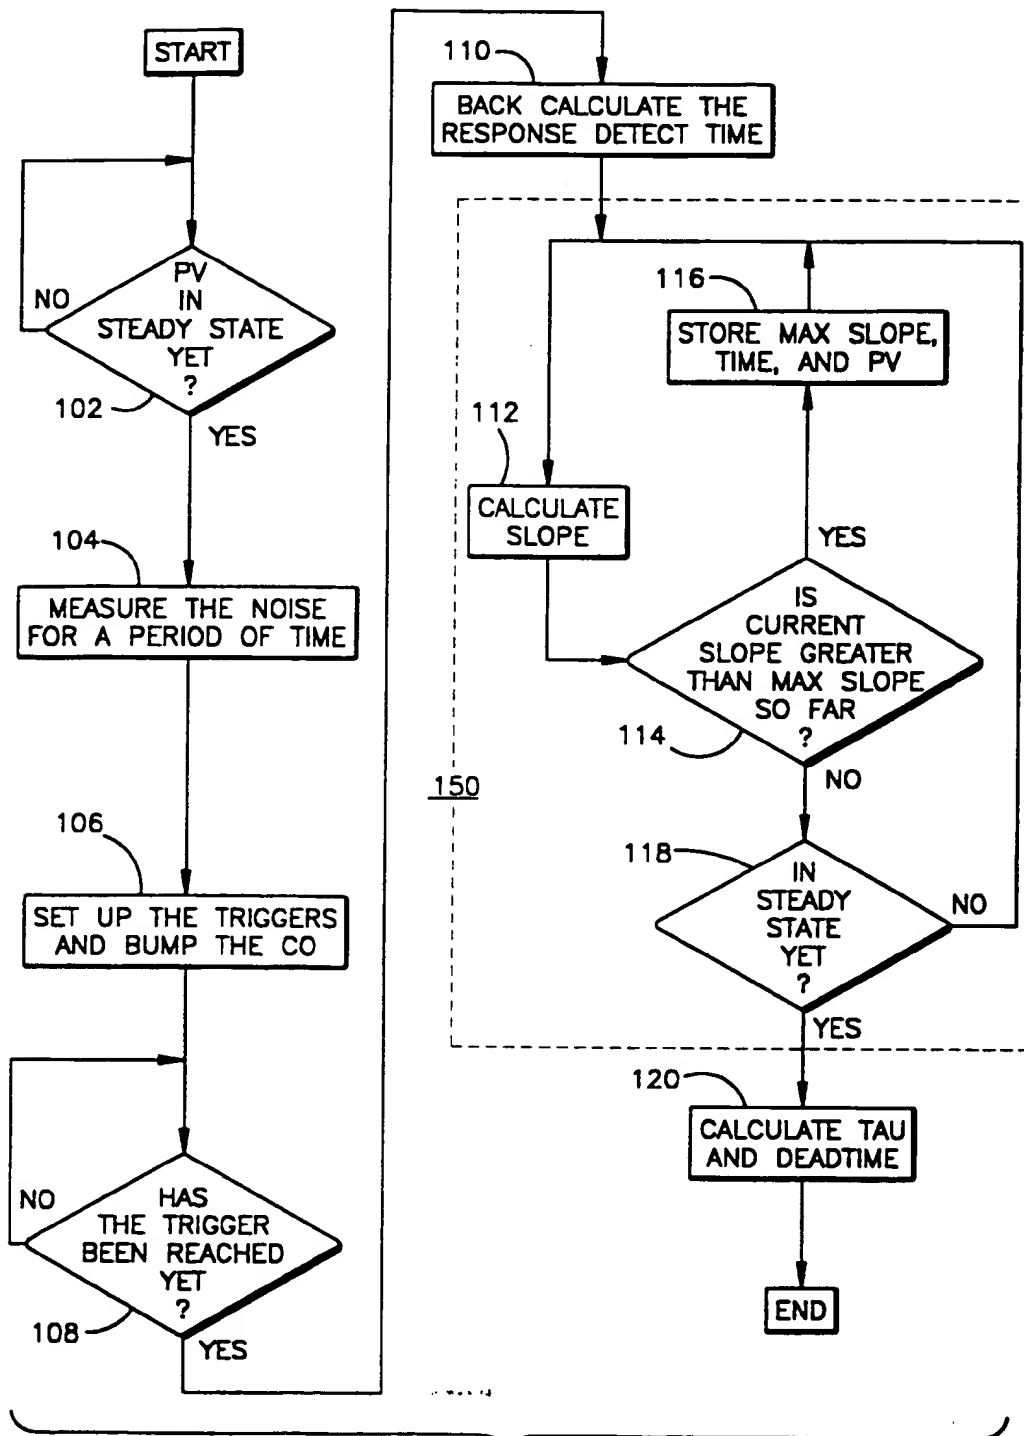 START
PV
IN
STEADY STATE
YET
?
NO
102
YES
104
MEASURE THE NOISE
FOR A PERIOD OF TIME
106
SET UP THE TRIGGERS
AND BUMP THE CO
HAS
THE TRIGGER
BEEN REACHED
YET
?
NO
108
YES
110
BACK CALCULATE THE
RESPONSE DETECT TIME
116
STORE MAX SLOPE,
TIME, AND PV
112
CALCULATE
SLOPE
YES
IS
CURRENT
SLOPE GREATER
THAN MAX SLOPE
SO FAR
?
114
NO
150
118
IN
STEADY
STATE
YET
?
NO
YES
120
CALCULATE TAU
AND DEADTIME
END